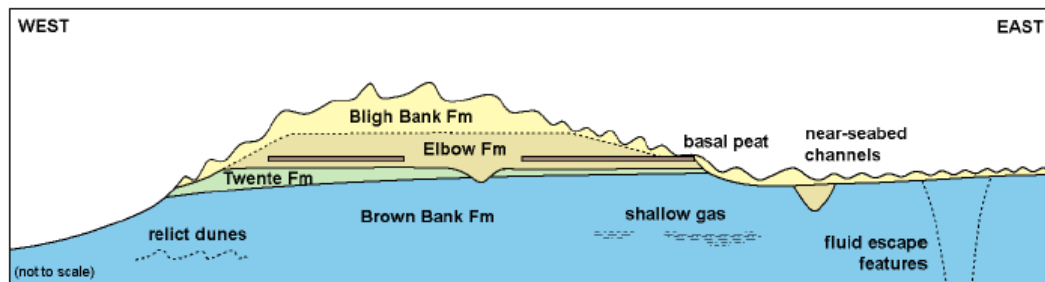 WEST
EAST
Bligh Bank Fm
Elbow Fm
basal peat
near-seabed
channels
Twente Fm
Brown Bank Fm
relict dunes
shallow gas
fluid escape
features
(not to scale)